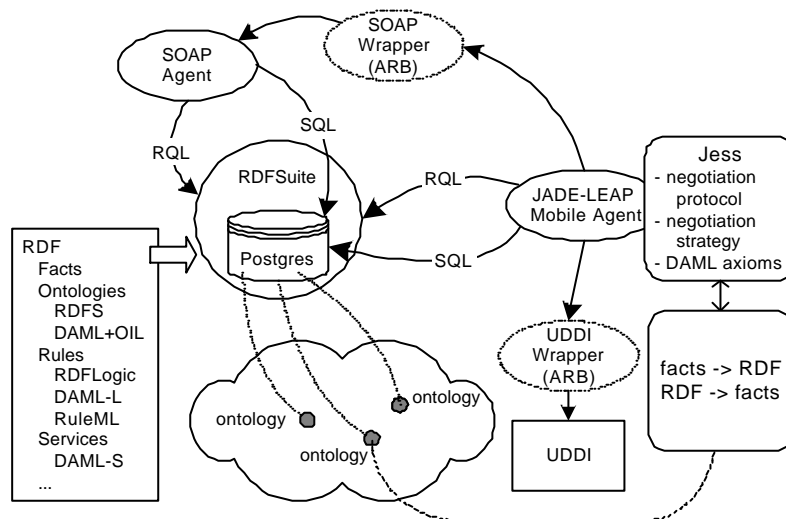 SOAP
Wrapper
(ARB)
SOAP
Agent
SQL
RQL
RDFSuite
Postgres
RQL
SQL
JADE-LEAP
Mobile Agent
Jess
- negotiation
protocol
- negotiation
strategy
- DAML axioms
RDF
Facts
Ontologies
RDFS
DAML+OIL
Rules
RDFLogic
DAML-L
RuleML
Services
DAML-S
...
UDDI
Wrapper
(ARB)
UDDI
facts -> RDF
RDF -> facts
ontology
ontology
ontology